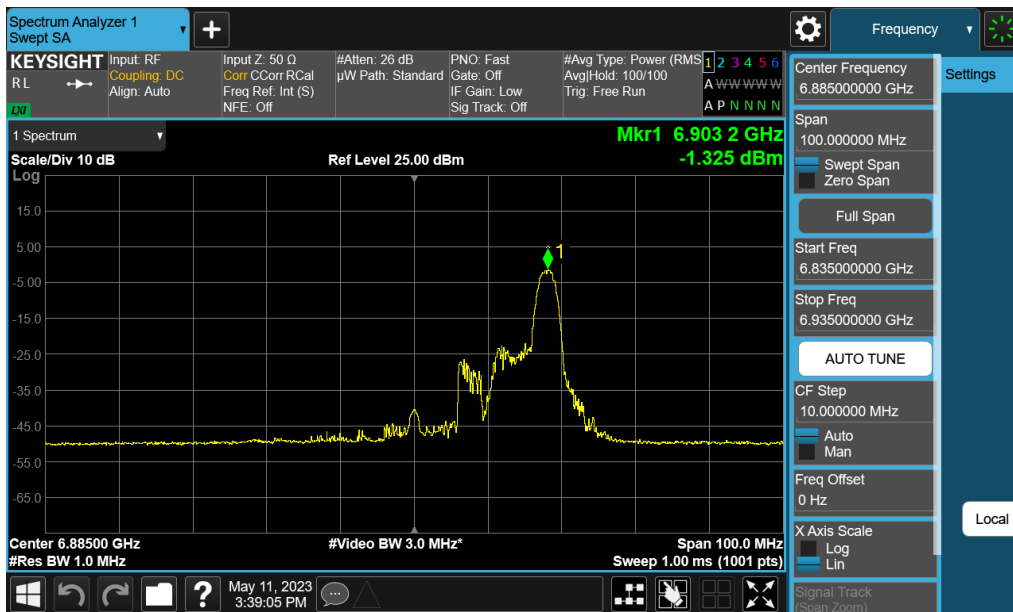 Spectrum Analyzer 1
Swept SA
+
Frequency
KEYSIGHT
R L
LXI
Input: RF
Coupling: DC
Align: Auto
Input Z: 50 Ω
Corr CCorr RCal
Freq Ref: Int (S)
NFE: Off
#Atten: 26 dB
µW Path: Standard
PNO: Fast
Gate: Off
IF Gain: Low
Sig Track: Off
#Avg Type: Power (RMS
Avg|Hold: 100/100
Trig: Free Run
1 2 3 4 5 6
A W W W W W
A P N N N N
1 Spectrum
Scale/Div 10 dB
Log
Ref Level 25.00 dBm
Mkr1 6.903 2 GHz
-1.325 dBm
15.0
5.00
-5.00
-15.0
-25.0
-35.0
-45.0
-55.0
-65.0
1
Center 6.88500 GHz
#Res BW 1.0 MHz
#Video BW 3.0 MHz*
Span 100.0 MHz
Sweep 1.00 ms (1001 pts)
Center Frequency
6.885000000 GHz
Span
100.000000 MHz
Swept Span
Zero Span
Full Span
Start Freq
6.835000000 GHz
Stop Freq
6.935000000 GHz
AUTO TUNE
CF Step
10.000000 MHz
Auto
Man
Freq Offset
0 Hz
X Axis Scale
Log
Lin
Signal Track
(Span Zoom)
Settings
Local
?
May 11, 2023
3:39:05 PM